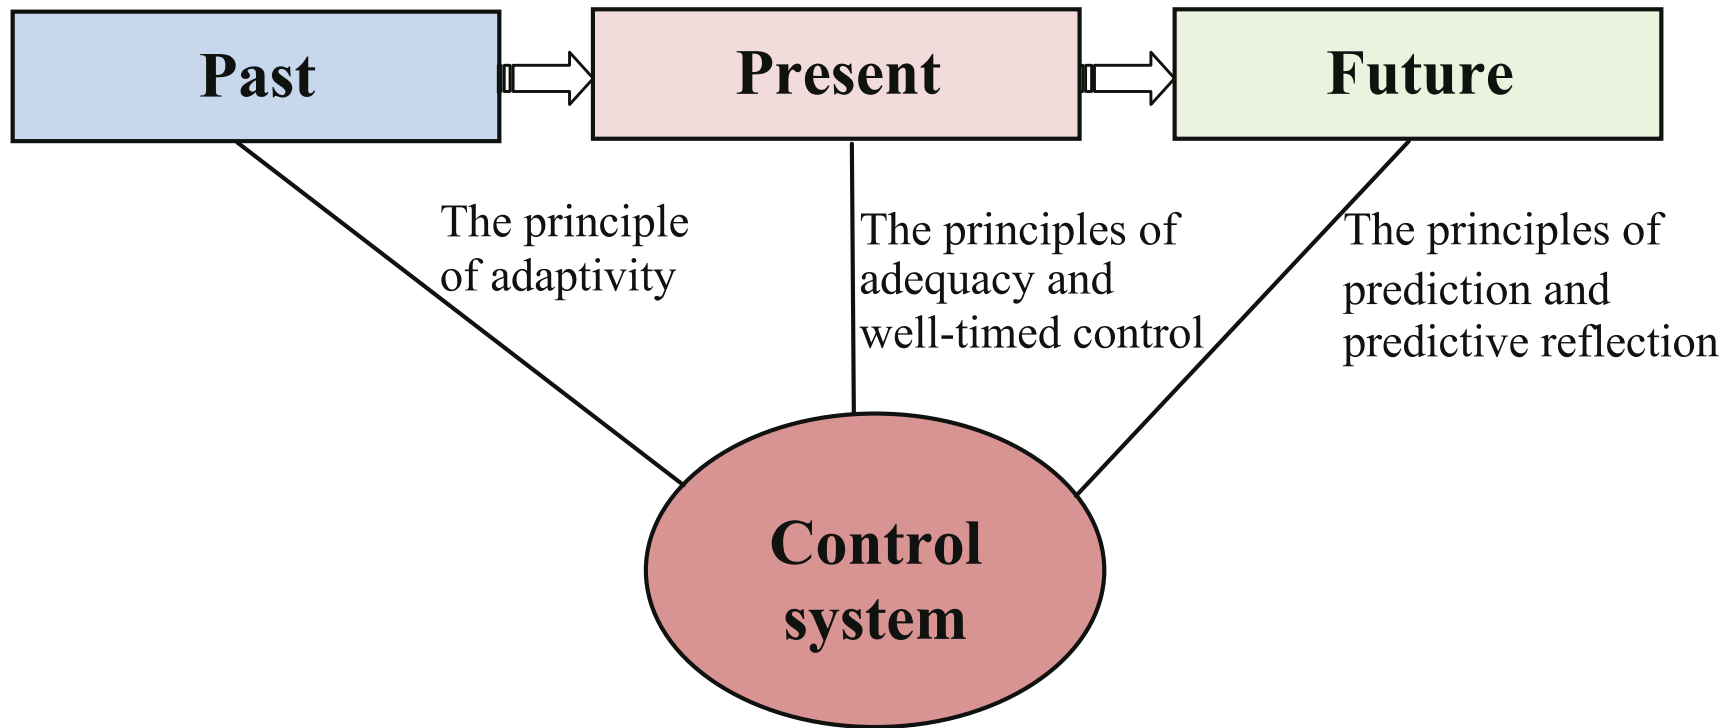 Past
Present
Future
The principle
of adaptivity
The principles of
adequacy and
well-timed control
The principles of
prediction and
predictive reflection
Control
system